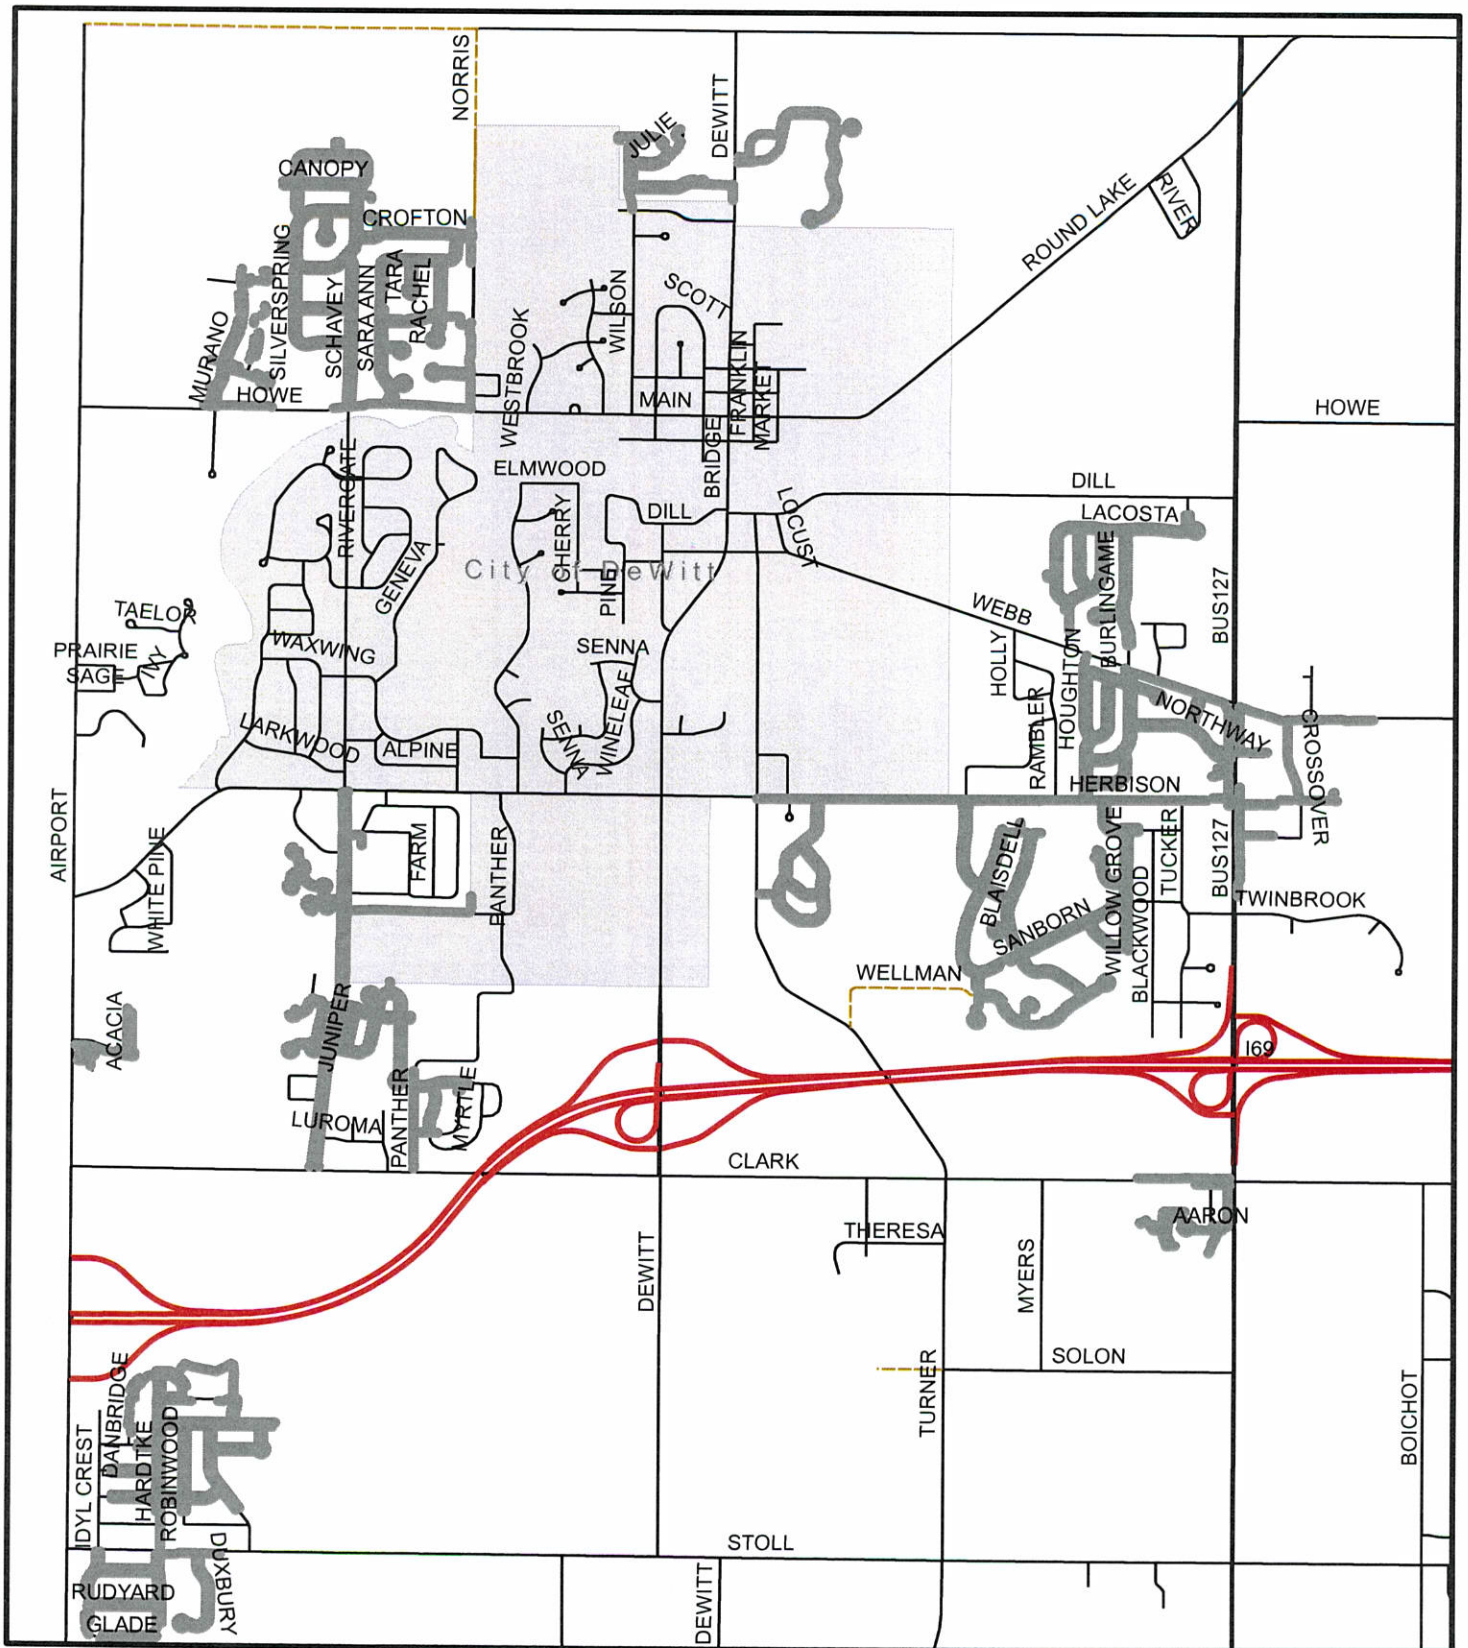 NORRIS
DEWITT
JULIE
CANOPY
CROFTON
ROUND LAKE
RIVER
SILVERSPRING
SCHAVEY
SARA ANN
TARA
RACHEL
MURANO
WILSON
SCOTT
WESTBROOK
FRANKLIN
MARKET
MAIN
HOWE
HOWE
BRIDGE
RIVERGATE
ELMWOOD
CHERRY
DILL
DILL
LOCUST
LACOSTA
GENEVA
City of DeWitt
PINE
BURLINGAME
BUS127
TAELOR
PRAIRIE
SAGE
IVY
WAXWING
SENNA
WEBB
HOLLY
HOUGHTON
RAMBLER
NORTHWAY
CROSSOVER
LARKWOOD
ALPINE
SENNA
WINELEAF
HERBISON
AIRPORT
WHITE PINE
FARM
PANTHER
BLAISDELL
WILLOW GROVE
TUCKER
BUS127
TWINBROOK
SANBORN
BLACKWOOD
WELLMAN
ACACIA
JUNIPER
I69
LUROMA
PANTHER
MYRTLE
CLARK
AARON
THERESA
DEWITT
MYERS
SOLON
TURNER
BOICHOT
IDYL CREST
DANBRIDGE
HARDTKE
ROBINWOOD
STOLL
DUXBURY
RUDYARD
GLADE
DEWITT